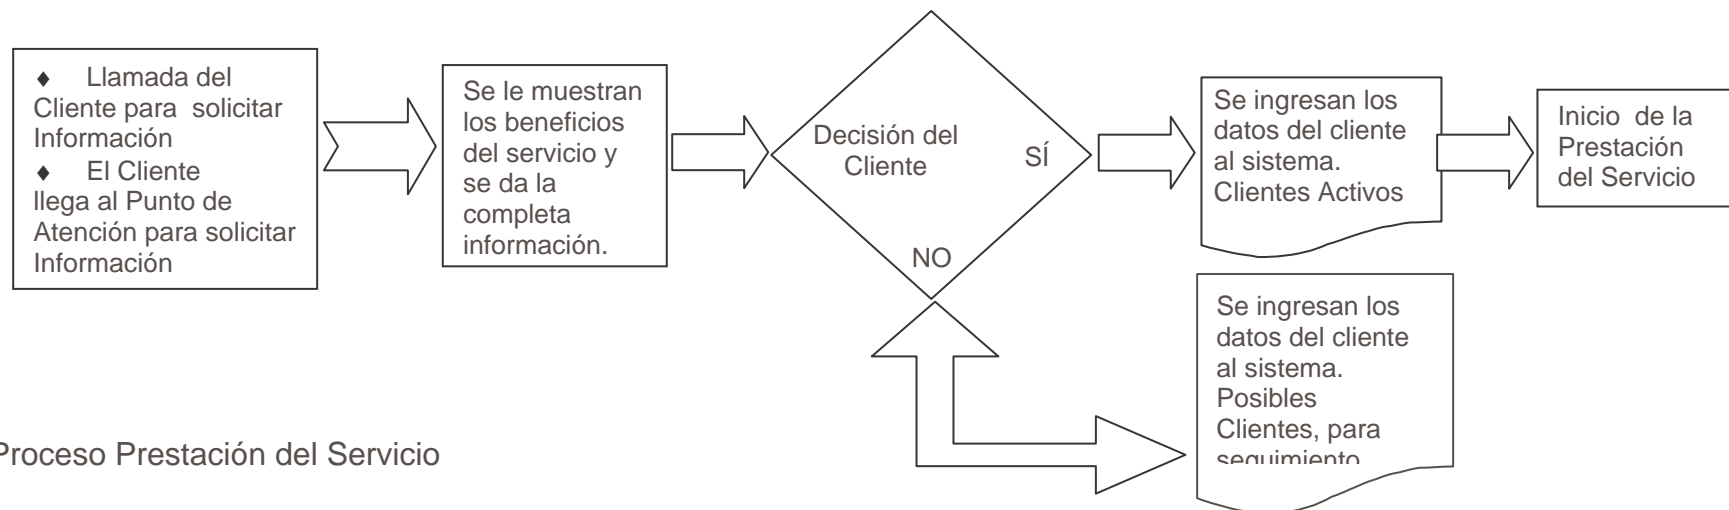 ♦ Llamada del
Cliente para solicitar
Información
♦ El Cliente
llega al Punto de
Atención para solicitar
Información
Se le muestran
los beneficios
del servicio y
se da la
completa
información.
Decisión del
Cliente
SÍ
NO
Se ingresan los
datos del cliente
al sistema.
Clientes Activos
Inicio de la
Prestación
del Servicio
Se ingresan los
datos del cliente
al sistema.
Posibles
Clientes, para
seguimiento
Proceso Prestación del Servicio